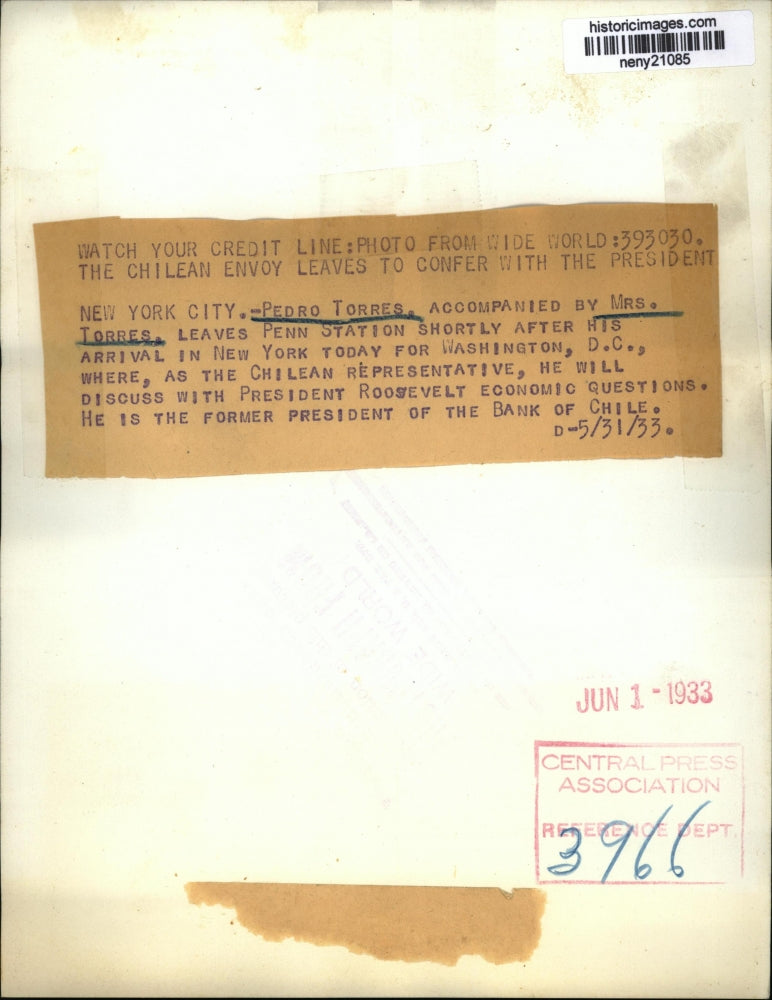 historicimages.com
neny21085
WATCH YOUR CREDIT LINE:PHOTO FROM WIDE WORLD:393030.
THE CHILEAN ENVOY LEAVES TO CONFER WITH THE PRESIDENT
NEW YORK CITY.-PEDRO TORRES, ACCOMPANIED BY MRS.
TORRES, LEAVES PENN STATION SHORTLY AFTER HIS
ARRIVAL IN NEW YORK TODAY FOR WASHINGTON, D.C.,
WHERE, AS THE CHILEAN REPRESENTATIVE, HE WILL
DISCUSS WITH PRESIDENT ROOSEVELT ECONOMIC QUESTIONS.
HE IS THE FORMER PRESIDENT OF THE BANK OF CHILE.
D-5/31/33.
WIDE WORLD
JUN 1 - 1933
CENTRAL PRESS
ASSOCIATION
REFERENCE DEPT.
3966